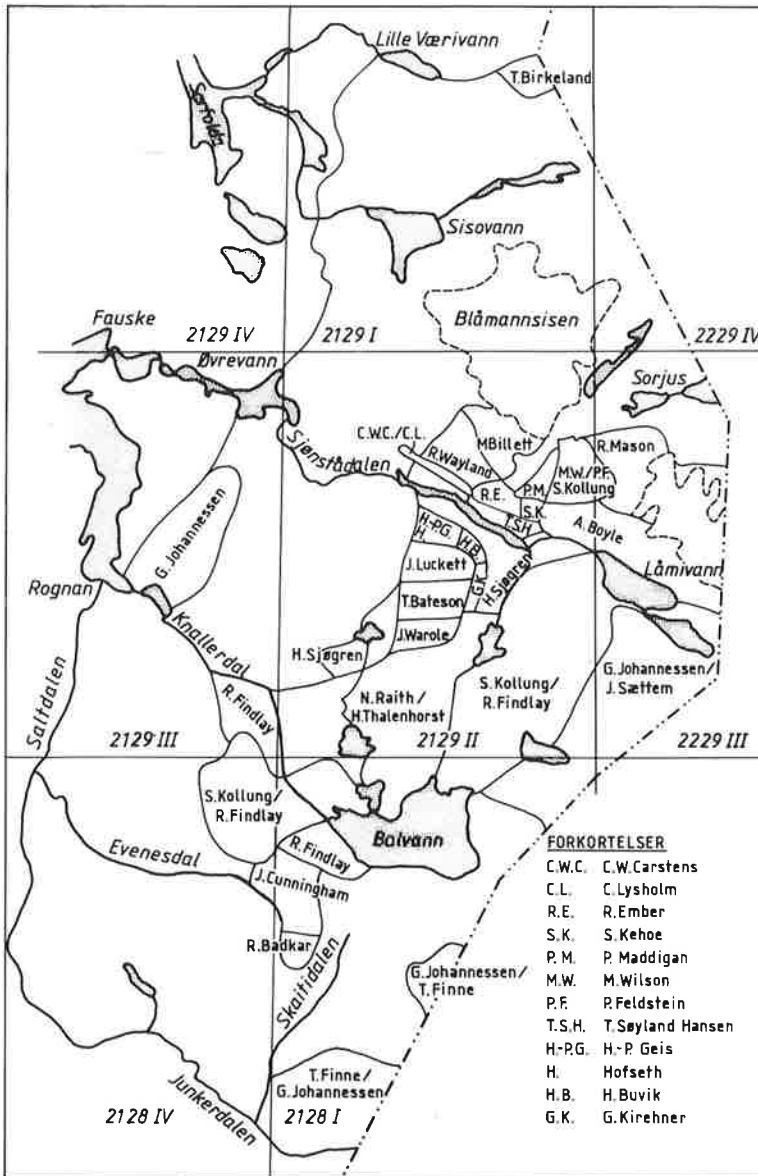 Lille Værivann
T. Birkeland
Sørfolda
Sisovann
Blåmannsisen
Fauske
2129 IV
2129 I
2229 IV
Øvrevann
Sorjus
Sjønstådalen
C.W.C./C.L.
R.Wayland
M Billett
R.Mason
M.W./P.F.
S.Kollung
R.E.
P.M.
S.K.
T.S.H.
A. Boyle
G. Johannessen
H.-P.G.
H.
H.B.
G.K.
H.Sjøgren
J.Luckett
T.Bateson
J.Warole
Låmivann
Rognan
Knallerdal
H.Sjøgren
G. Johannessen/
J. Sættem
Saltdalen
R.Findlay
N. Raith/
H.Thalenhorst
S. Kollung/
R. Findlay
2129 III
2129 II
2229 III
S.Kollung/
R.Findlay
Balvann
Evenesdal
R.Findlay
J.Cunningham
R.Badkar
Skaitidalen
G.Johannessen/
T. Finne
T. Finne/
G.Johannessen
Junkerdalen
2128 IV
2128 I
FORKORTELSER
C.W.C. C.W.Carstens
C.L. C.Lysholm
R.E. R.Ember
S.K. S.Kehoe
P.M. P. Maddigan
M.W. M.Wilson
P.F. P.Feldstein
T.S.H. T.Søyland Hansen
H.-P.G. H.-P. Geis
H. Hofseth
H.B. H.Buvik
G.K. G.Kirehner